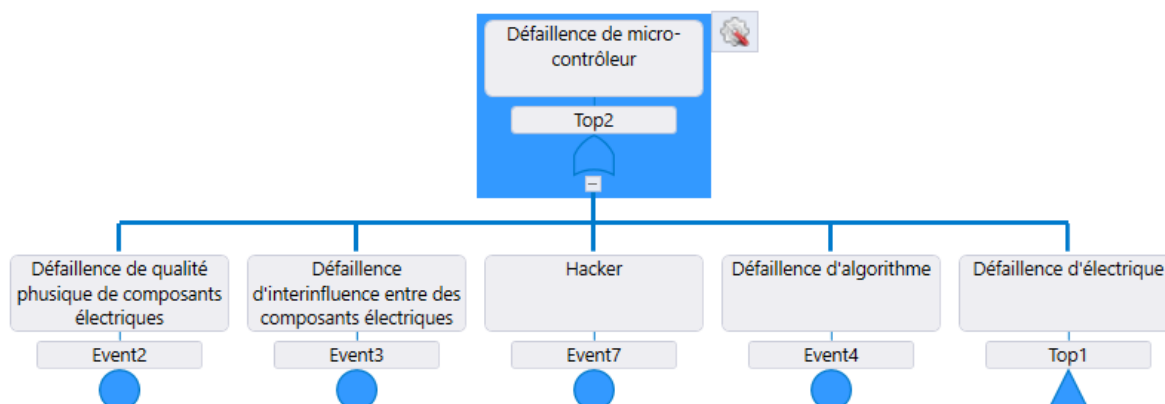 Défaillence de micro-
contrôleur
Top2
Défaillence de qualité
phusique de composants
électriques
Défaillence
d'interinfluence entre des
composants électriques
Hacker
Défaillence d'algorithme
Défaillence d'électrique
Event2
Event3
Event7
Event4
Top1